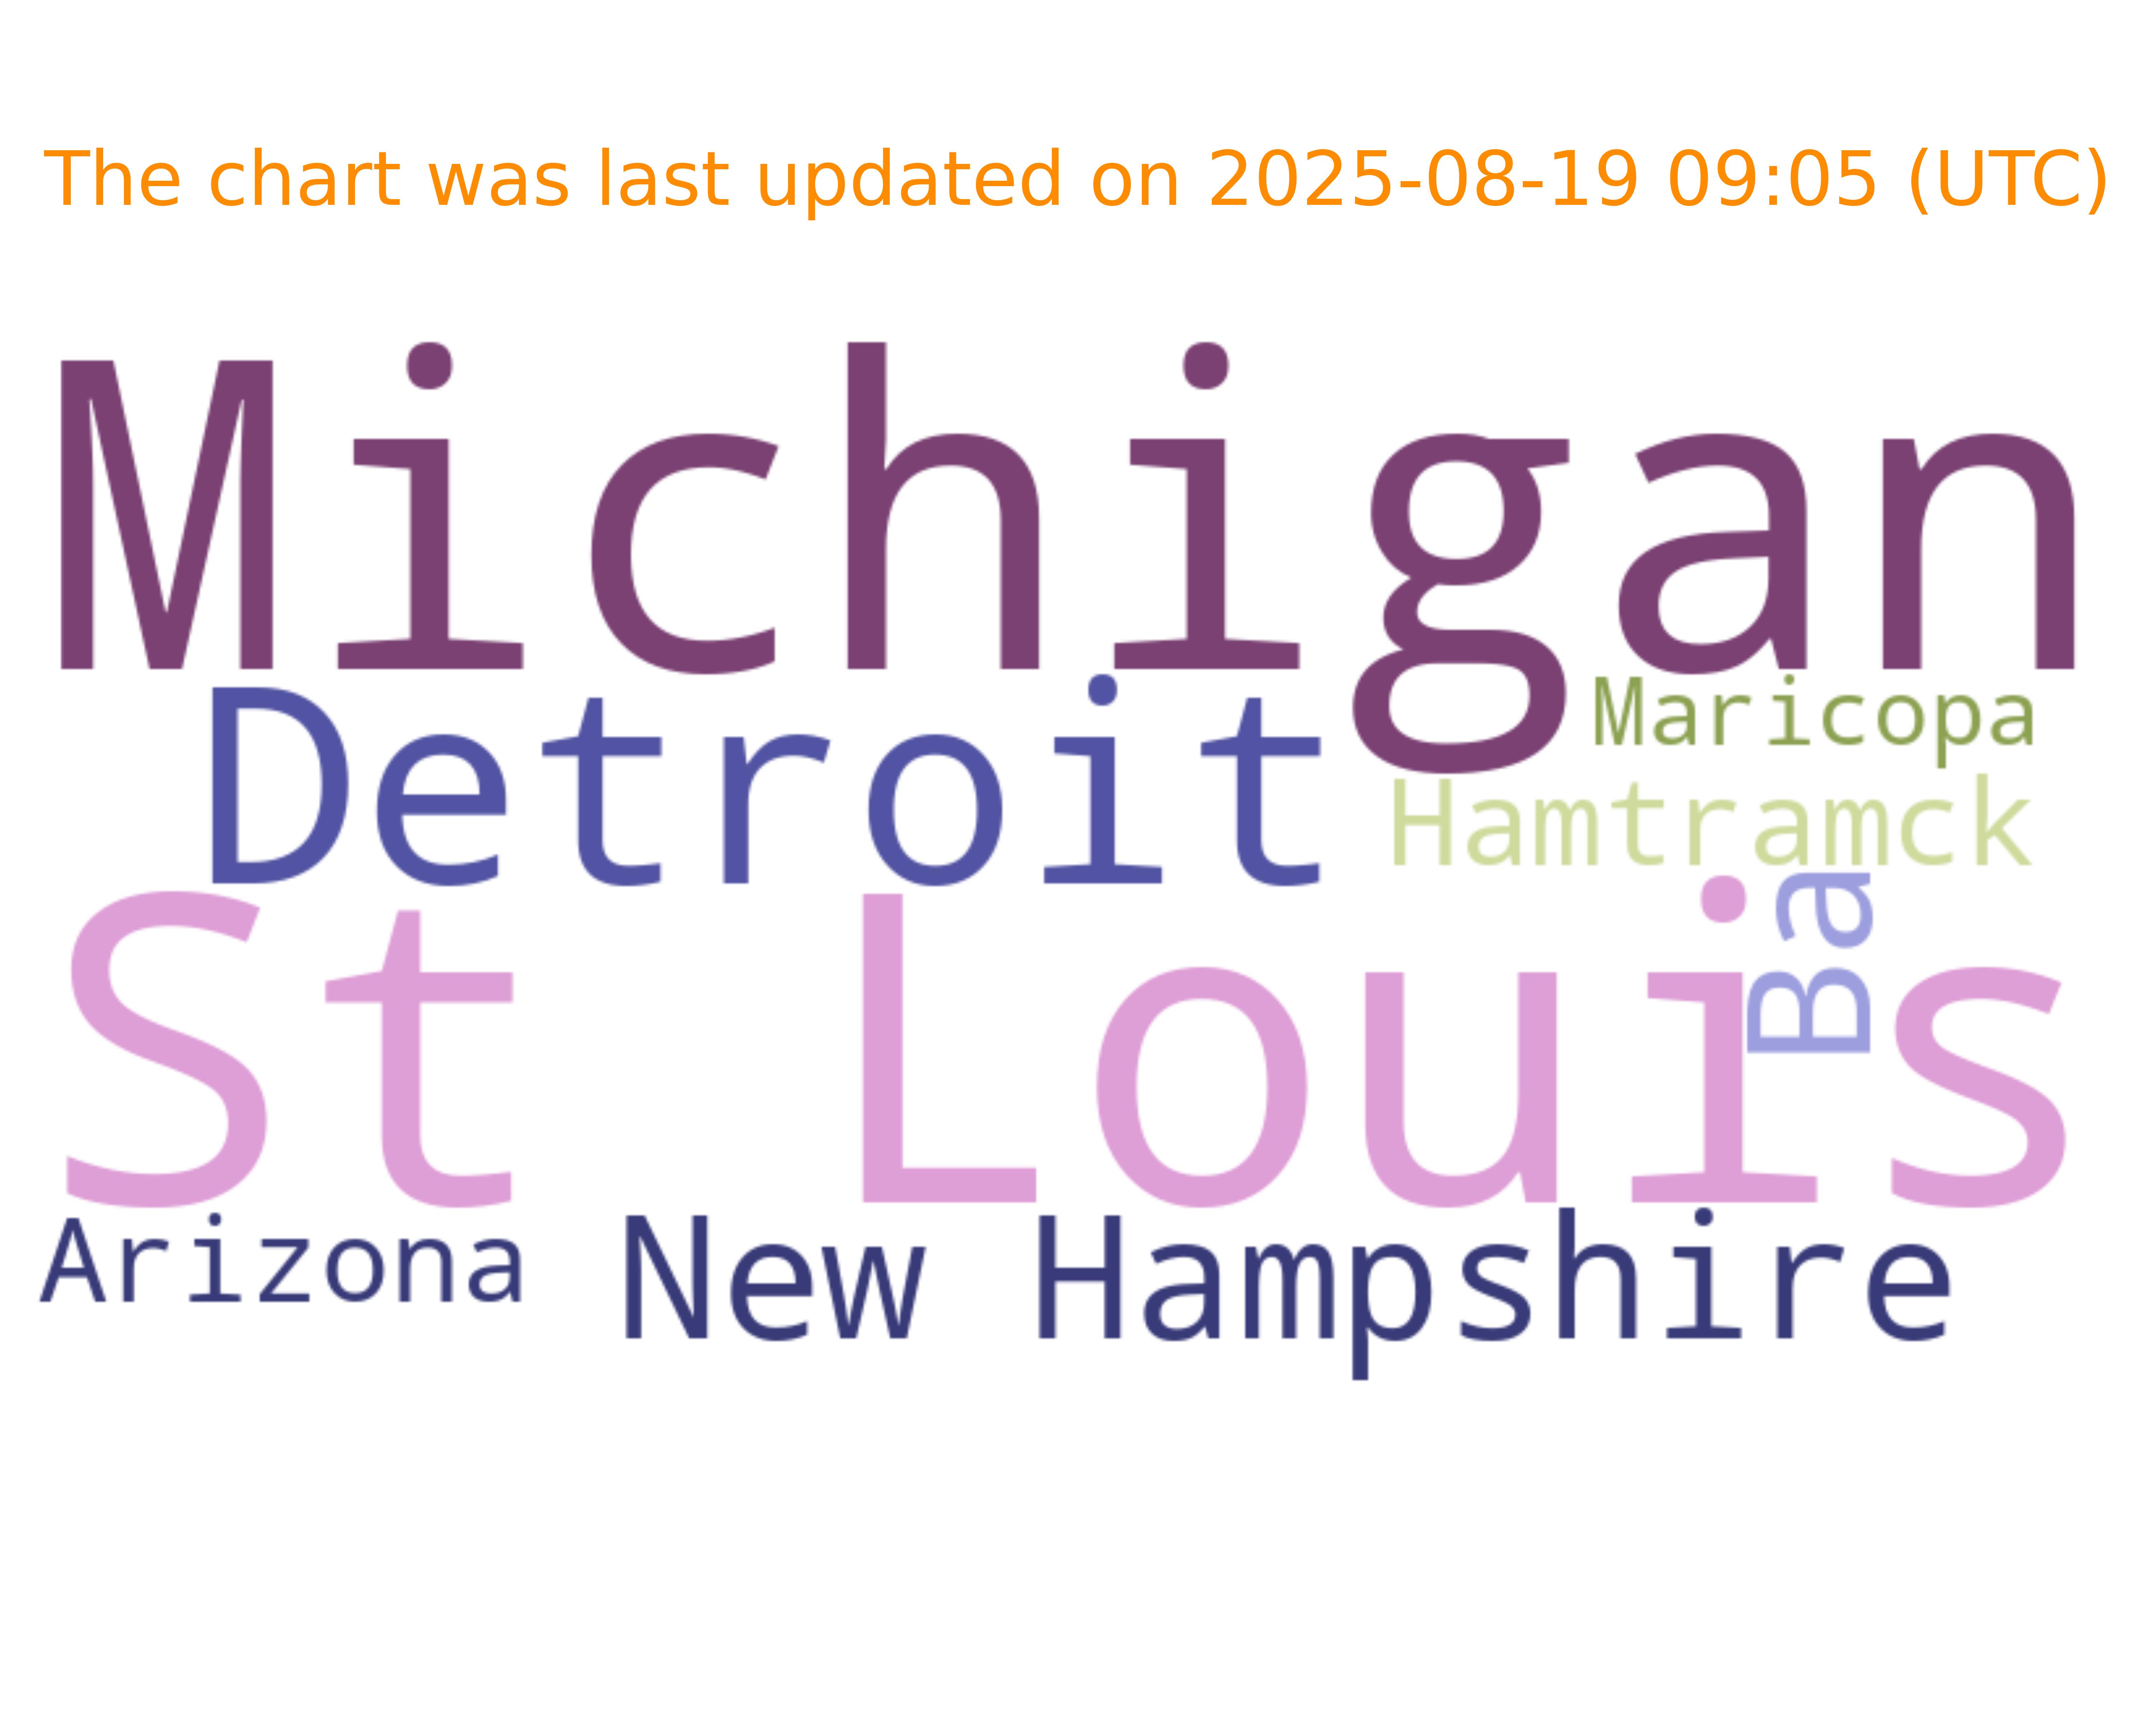 The chart was last updated on 2025-08-19 09:05 (UTC)
Michigan
Maricopa
Detroit
Hamtramck
Ba
St Louis
Arizona
New Hampshire